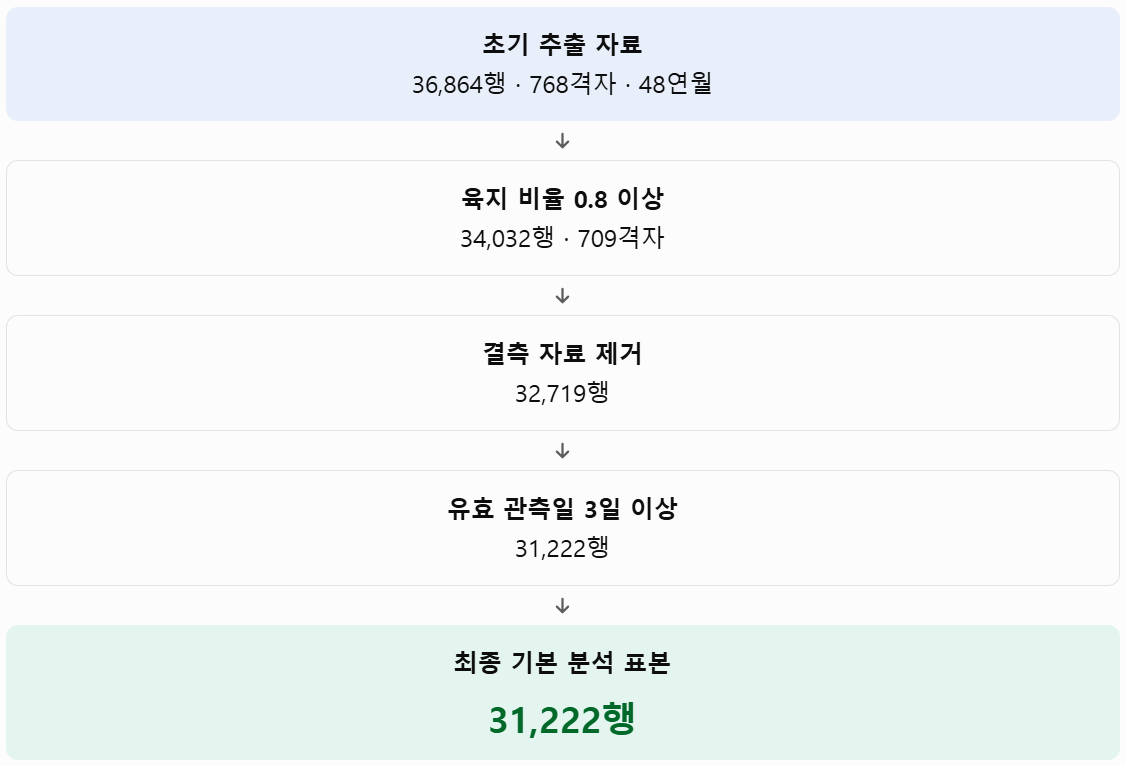 초기 추출 자료
36,864행 · 768격자 · 48연월
↓
육지 비율 0.8 이상
34,032행 · 709격자
↓
결측 자료 제거
32,719행
↓
유효 관측일 3일 이상
31,222행
↓
최종 기본 분석 표본
31,222행